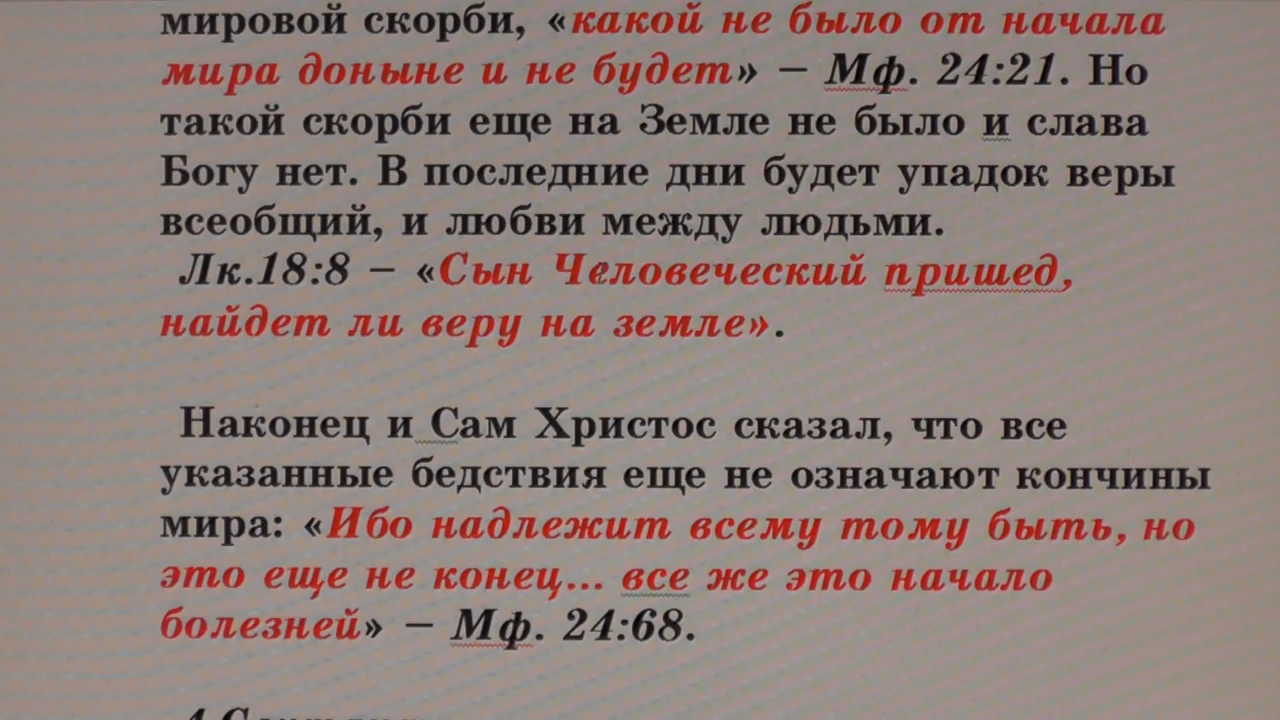 мировой скорби, «какой не было от начала
мира доныне и не будет» – Мф. 24:21. Но
такой скорби еще на Земле не было и слава
Богу нет. В последние дни будет упадок веры
всеобщий, и любви между людьми.
Лк.18:8 – «Сын Человеческий пришед,
найдет ли веру на земле».
Наконец и Сам Христос сказал, что все
указанные бедствия еще не означают кончины
мира: «Ибо надлежит всему тому быть, но
это еще не конец... все же это начало
болезней» – Мф. 24:68.